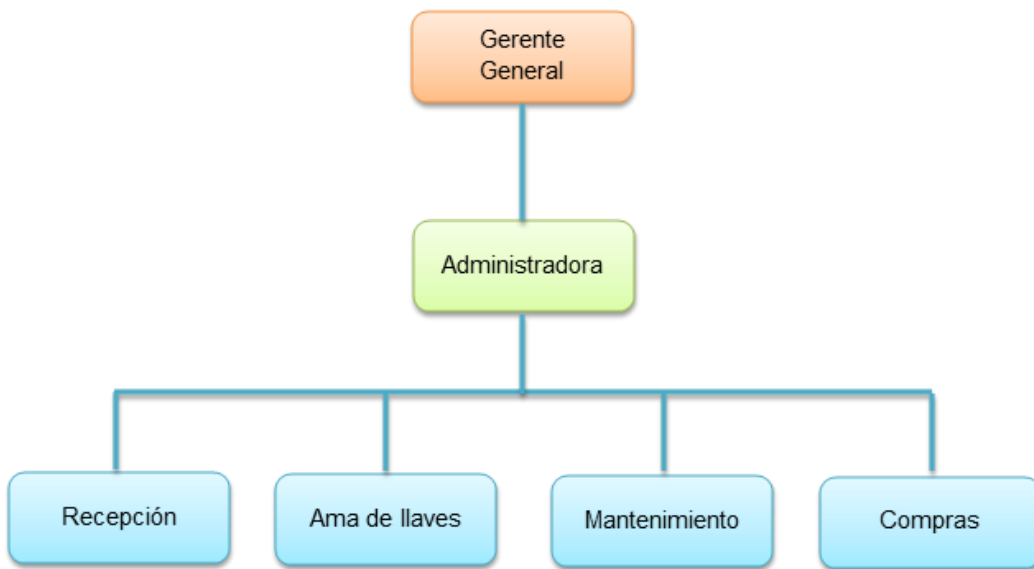 Gerente
General
Administradora
Recepción
Ama de llaves
Mantenimiento
Compras